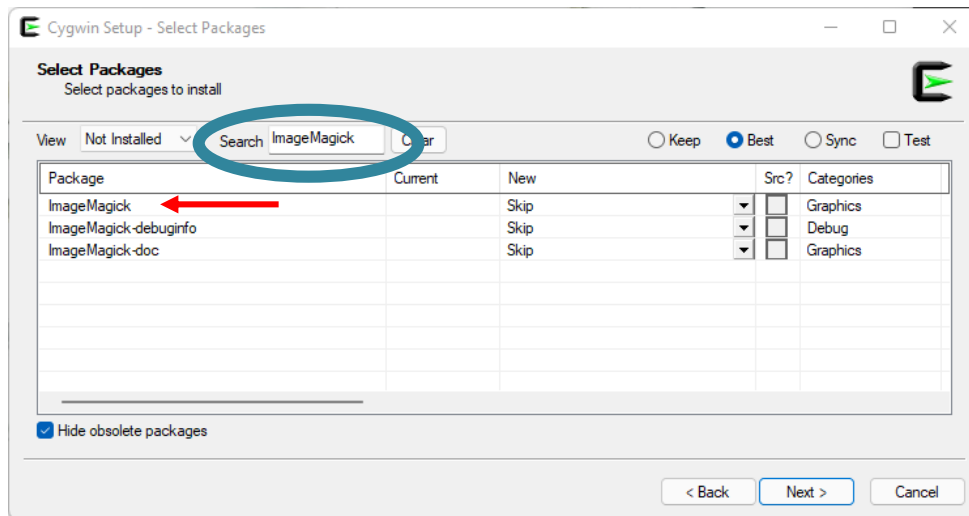 Cygwin Setup - Select Packages
Select Packages
Select packages to install
View Not Installed Search ImageMagick Clear Keep Best Sync Test
Package Current New Src? Categories
ImageMagick Skip Graphics
ImageMagick-debuginfo Skip Debug
ImageMagick-doc Skip Graphics
Hide obsolete packages
< Back Next > Cancel